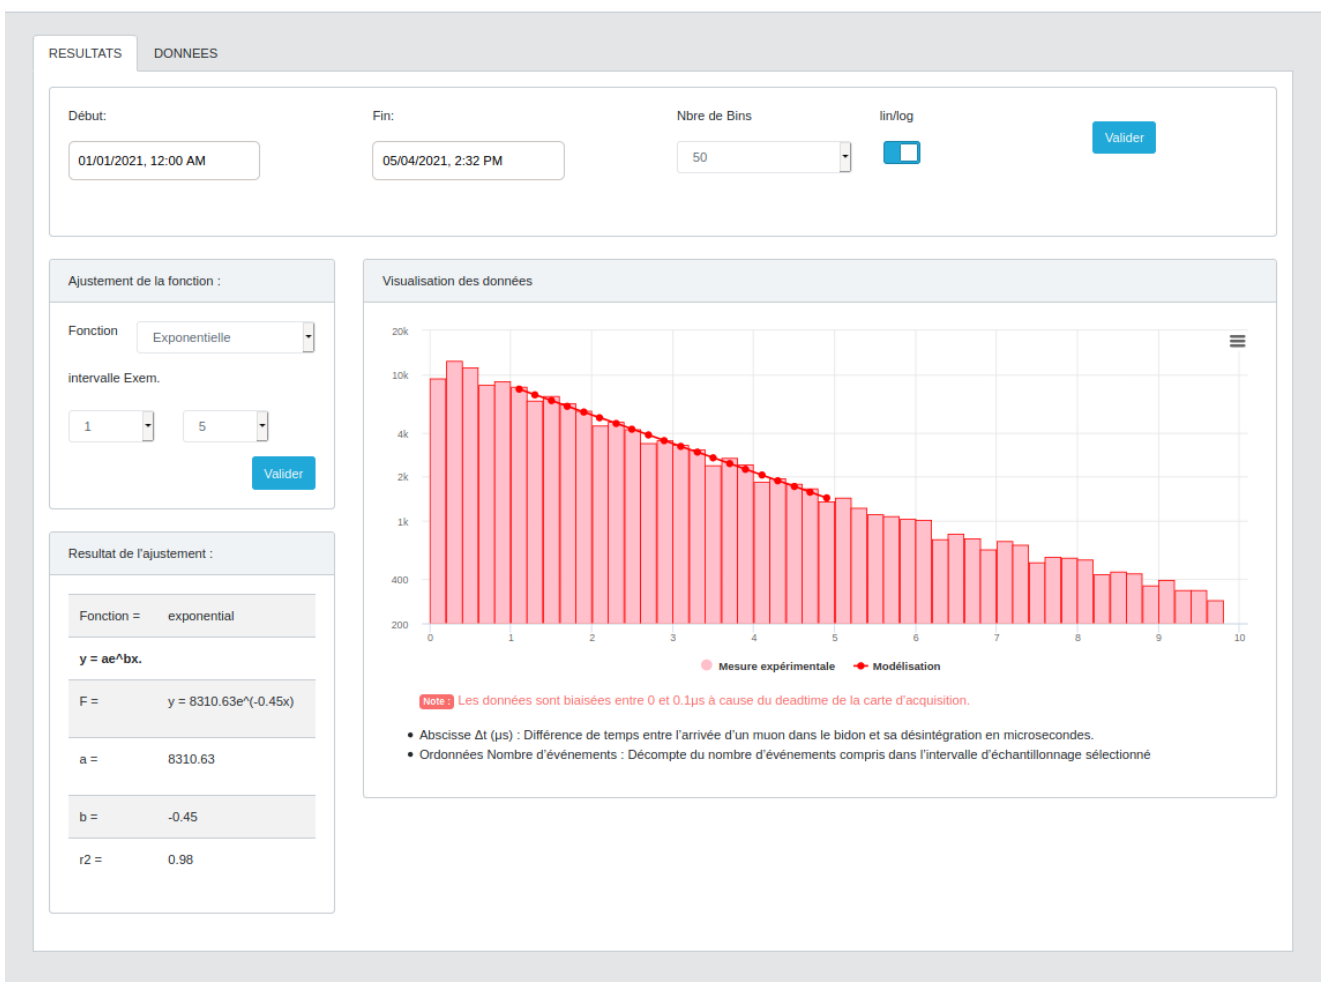 RESULTATS DONNEES
Début: Fin: Nbre de Bins lin/log
01/01/2021, 12:00 AM 05/04/2021, 2:32 PM 50 Valider
Ajustement de la fonction :
Fonction Exponentielle
intervalle Exem.
1 5
Valider
Resultat de l'ajustement :
Fonction = exponential
y = ae^bx.
F = y = 8310.63e^(-0.45x)
a = 8310.63
b = -0.45
r2 = 0.98
Visualisation des données
20k
10k
4k
2k
1k
400
200
0 1 2 3 4 5 6 7 8 9 10
Mesure expérimentale Modélisation
Note : Les données sont biaisées entre 0 et 0.1µs à cause du deadtime de la carte d'acquisition.
• Abscisse Δt (µs) : Différence de temps entre l'arrivée d'un muon dans le bidon et sa désintégration en microsecondes.
• Ordonnées Nombre d'événements : Décompte du nombre d'événements compris dans l'intervalle d'échantillonnage sélectionné